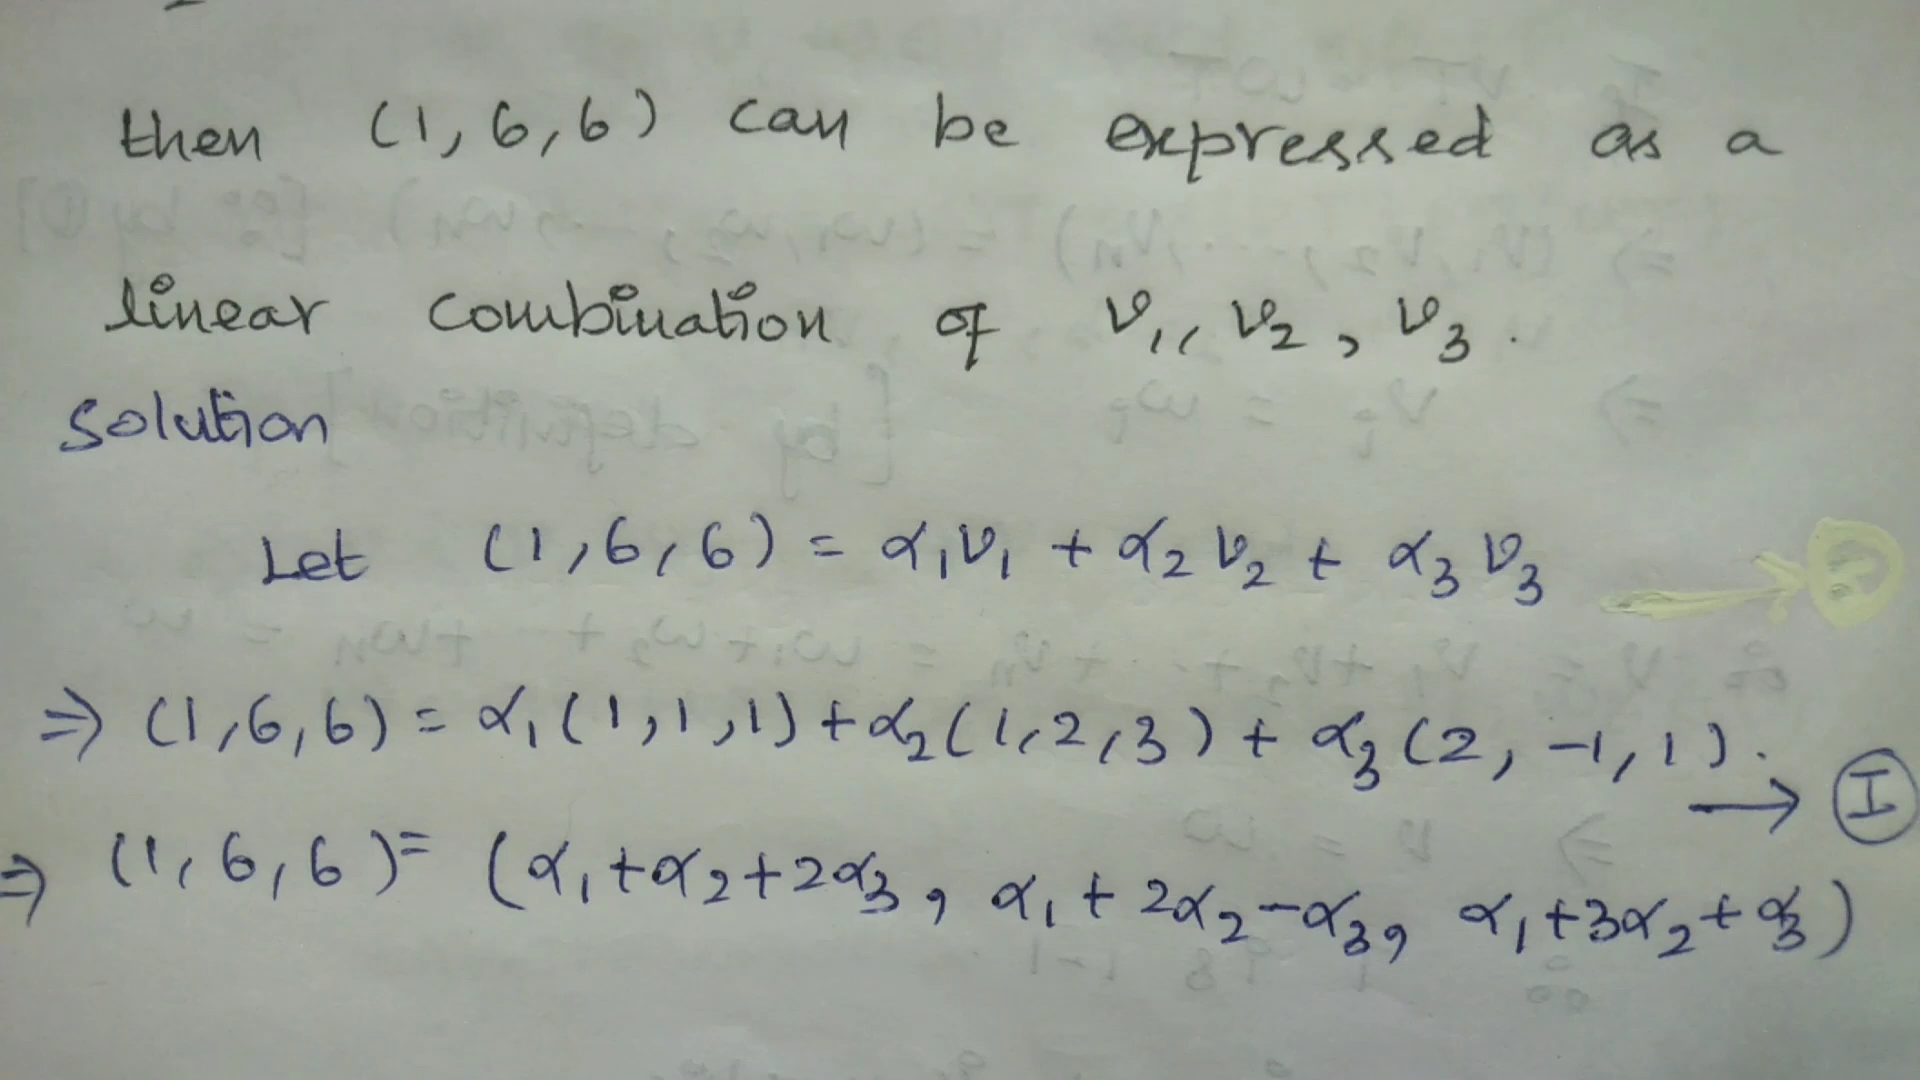 then (1,6,6) can be expressed as a
linear combination of v₁, v₂, v₃.
Solution
Let (1,6,6) = α₁v₁ + α₂v₂ + α₃v₃
⇒ (1,6,6) = α₁(1,1,1) + α₂(1,2,3) + α₃(2,-1,1). → Ⓘ
⇒ (1,6,6) = (α₁+α₂+2α₃, α₁+2α₂-α₃, α₁+3α₂+α₃)